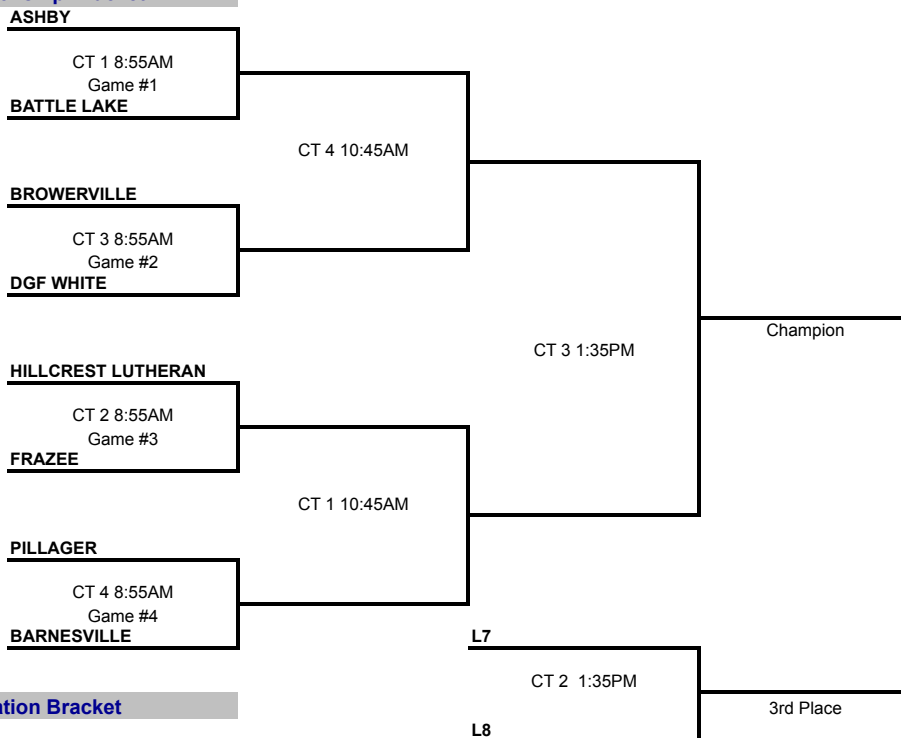 ASHBY
CT 1 8:55AM
Game #1
BATTLE LAKE
CT 4 10:45AM
BROWERVILLE
CT 3 8:55AM
Game #2
DGF WHITE
Champion
CT 3 1:35PM
HILLCREST LUTHERAN
CT 2 8:55AM
Game #3
FRAZEE
CT 1 10:45AM
PILLAGER
CT 4 8:55AM
Game #4
BARNESVILLE
L7
CT 2 1:35PM
Bracket
3rd Place
L8